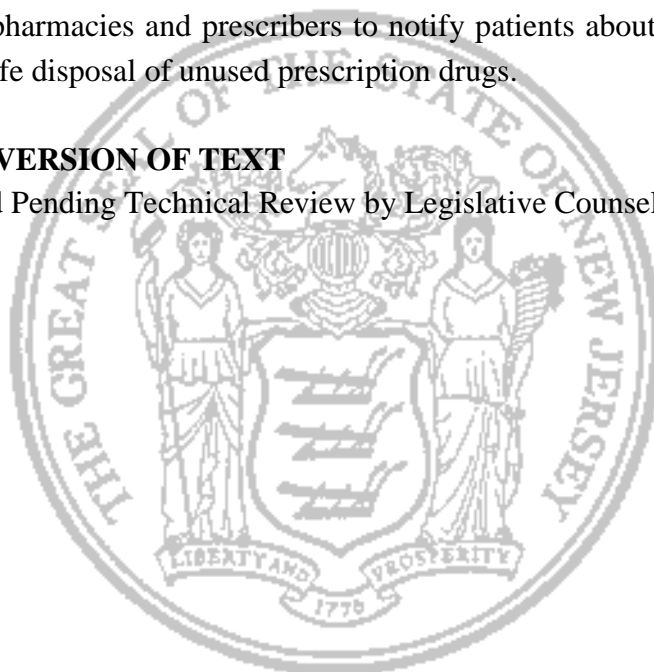 pharmacies and prescribers to notify patients about
fe disposal of unused prescription drugs.
VERSION OF TEXT
d Pending Technical Review by Legislative Counsel
THE GREAT SEAL OF THE STATE OF NEW JERSEY
LIBERTY AND PROSPERITY
1776